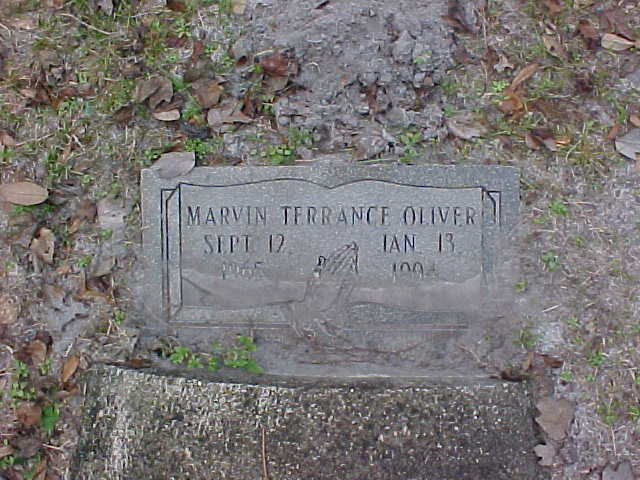 MARVIN TERRANCE OLIVER
SEPT. 12 JAN. 13
1965 1994